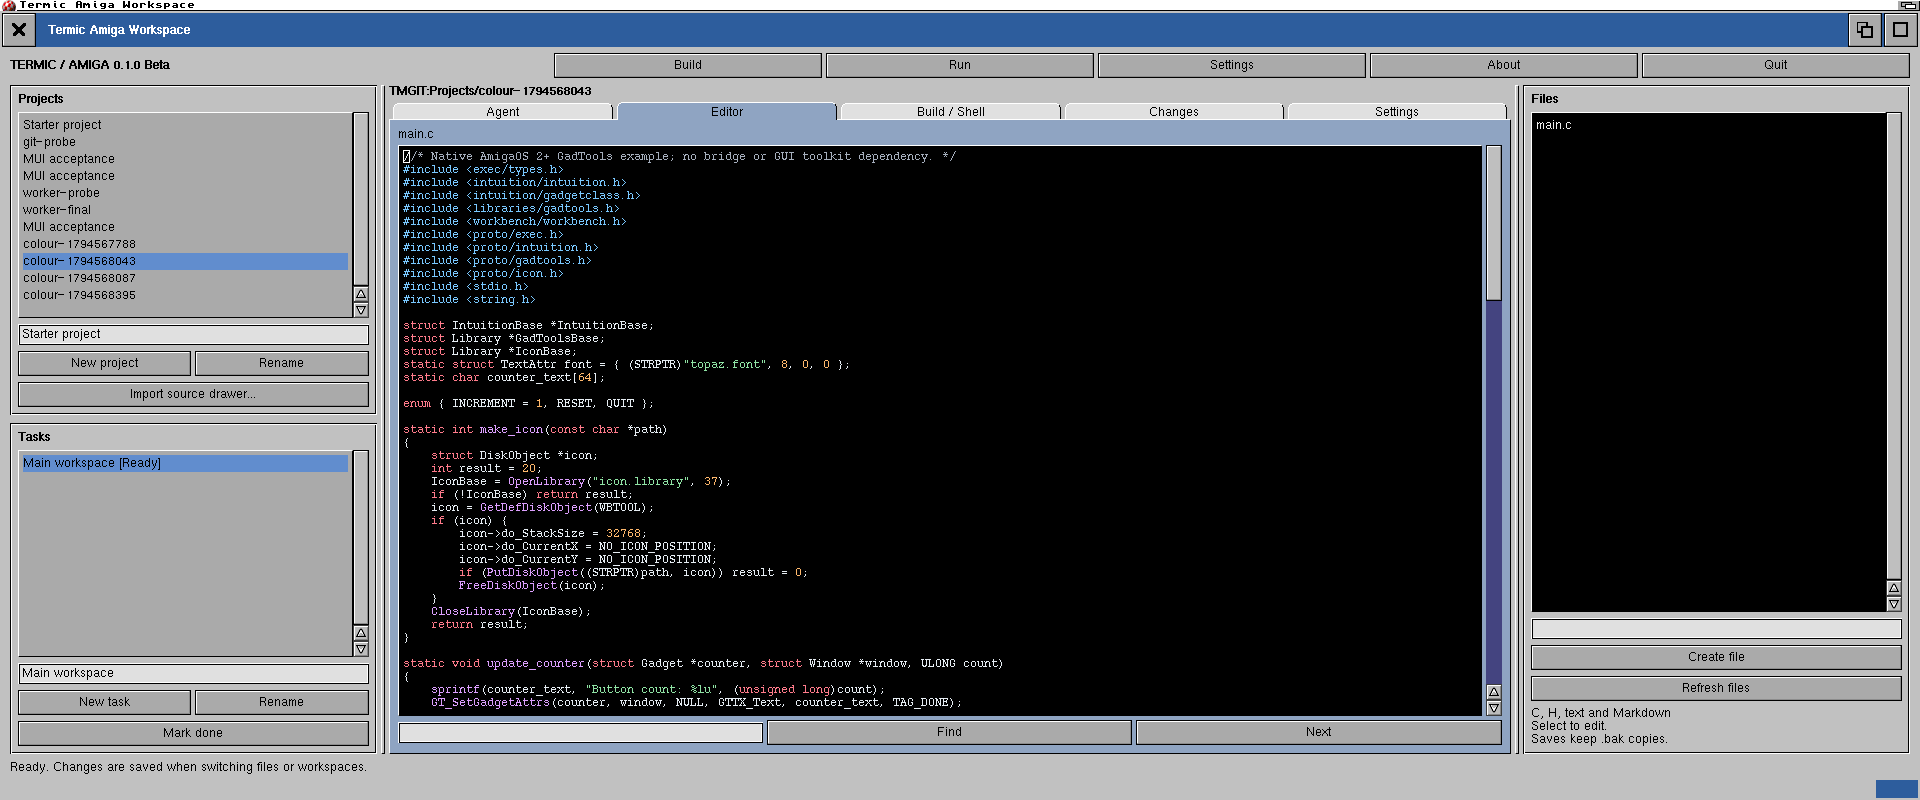 Termic Amiga Workspace
Termic Amiga Workspace
TERMIC / AMIGA 0.1.0 Beta
Build
Run
Settings
About
Quit
Projects
Starter project
git-probe
MUI acceptance
MUI acceptance
worker-probe
worker-final
MUI acceptance
colour-1794567788
colour-1794568043
colour-1794568087
colour-1794568395
Starter project
New project
Rename
Import source drawer...
Tasks
Main workspace [Ready]
Main workspace
New task
Rename
Mark done
TMGIT:Projects/colour-1794568043
Agent
Editor
Build / Shell
Changes
Settings
main.c
/* Native AmigaOS 2+ GadTools example; no bridge or GUI toolkit dependency. */
#include <exec/types.h>
#include <intuition/intuition.h>
#include <intuition/gadgetclass.h>
#include <libraries/gadtools.h>
#include <workbench/workbench.h>
#include <proto/exec.h>
#include <proto/intuition.h>
#include <proto/gadtools.h>
#include <proto/icon.h>
#include <stdio.h>
#include <string.h>
struct IntuitionBase *IntuitionBase;
struct Library *GadToolsBase;
struct Library *IconBase;
static struct TextAttr font = { (STRPTR)"topaz.font", 8, 0, 0 };
static char counter_text[64];
enum { INCREMENT = 1, RESET, QUIT };
static int make_icon(const char *path)
{
    struct DiskObject *icon;
    int result = 20;
    IconBase = OpenLibrary("icon.library", 37);
    if (!IconBase) return result;
    icon = GetDefDiskObject(WBTOOL);
    if (icon) {
        icon->do_StackSize = 32768;
        icon->do_CurrentX = NO_ICON_POSITION;
        icon->do_CurrentY = NO_ICON_POSITION;
        if (PutDiskObject((STRPTR)path, icon)) result = 0;
        FreeDiskObject(icon);
    }
    CloseLibrary(IconBase);
    return result;
}
static void update_counter(struct Gadget *counter, struct Window *window, ULONG count)
{
    sprintf(counter_text, "Button count: %lu", (unsigned long)count);
    GT_SetGadgetAttrs(counter, window, NULL, GTTX_Text, counter_text, TAG_DONE);
Find
Next
Files
main.c
Create file
Refresh files
C, H, text and Markdown
Select to edit.
Saves keep .bak copies.
Ready. Changes are saved when switching files or workspaces.